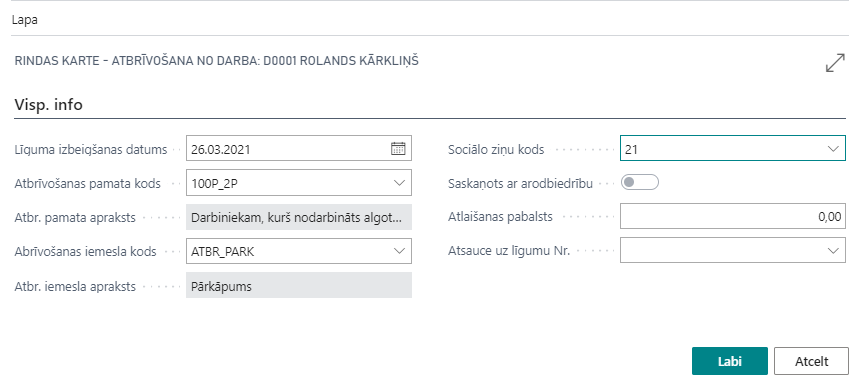 Lapa
RINDAS KARTE - ATBRĪVOŠANA NO DARBA: D0001 ROLANDS KĀRKLIŅŠ
Visp. info
Līguma izbeigšanas datums 26.03.2021
Atbrīvošanas pamata kods 100P_2P
Atbr. pamata apraksts Darbiniekam, kurš nodarbināts algot...
Abrīvošanas iemesla kods ATBR_PARK
Atbr. iemesla apraksts Pārkāpums
Sociālo ziņu kods 21
Saskaņots ar arodbiedrību
Atlaišanas pabalsts 0,00
Atsauce uz līgumu Nr.
Labi Atcelt